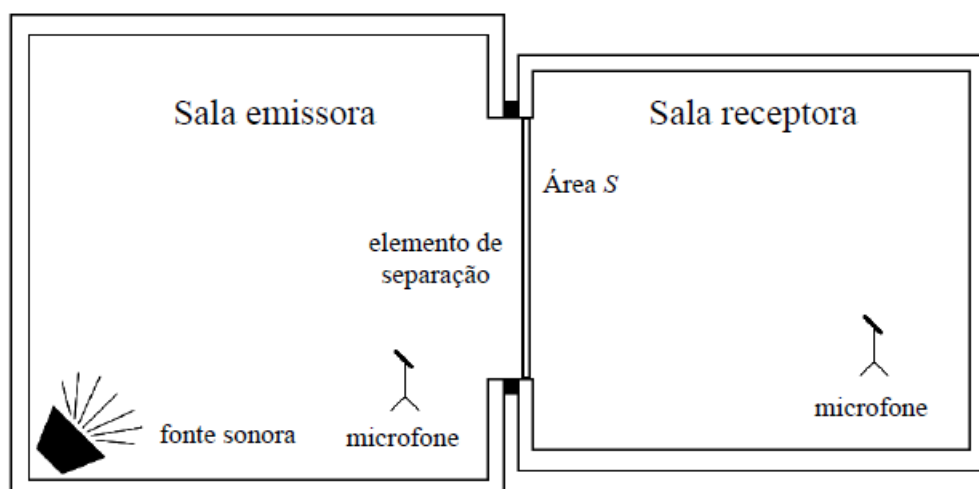 Sala emissora
Sala receptora
Área S
elemento de
separação
fonte sonora
microfone
microfone